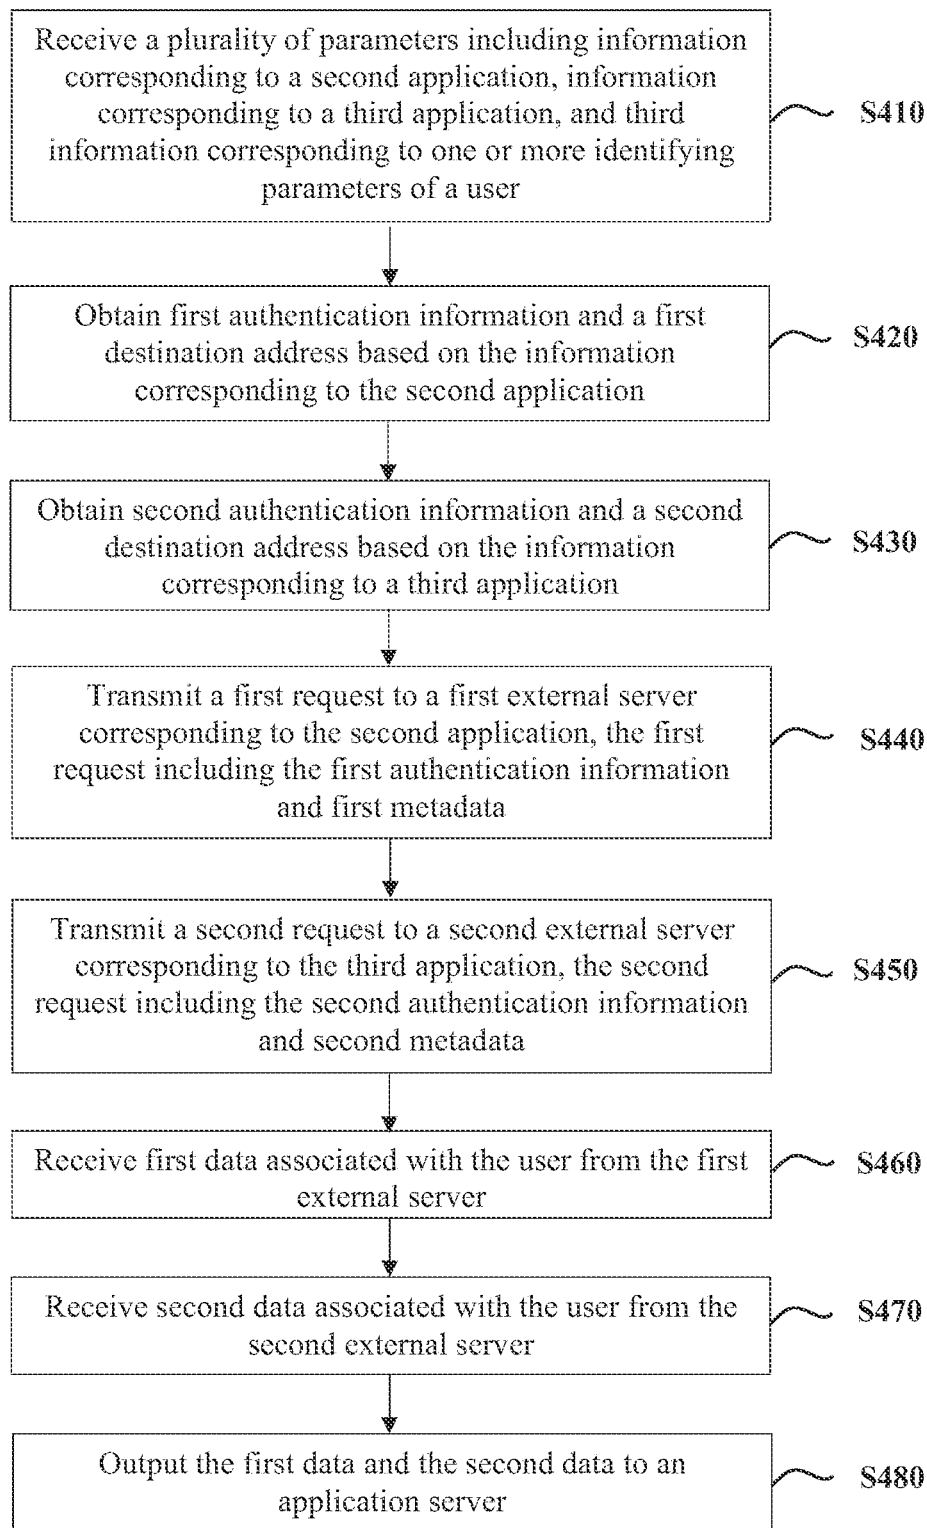 Receive a plurality of parameters including information
corresponding to a second application, information
corresponding to a third application, and third
information corresponding to one or more identifying
parameters of a user
S410
Obtain first authentication information and a first
destination address based on the information
corresponding to the second application
S420
Obtain second authentication information and a second
destination address based on the information
corresponding to a third application
S430
Transmit a first request to a first external server
corresponding to the second application, the first
request including the first authentication information
and first metadata
S440
Transmit a second request to a second external server
corresponding to the third application, the second
request including the second authentication information
and second metadata
S450
Receive first data associated with the user from the first
external server
S460
Receive second data associated with the user from the
second external server
S470
Output the first data and the second data to an
application server
S480